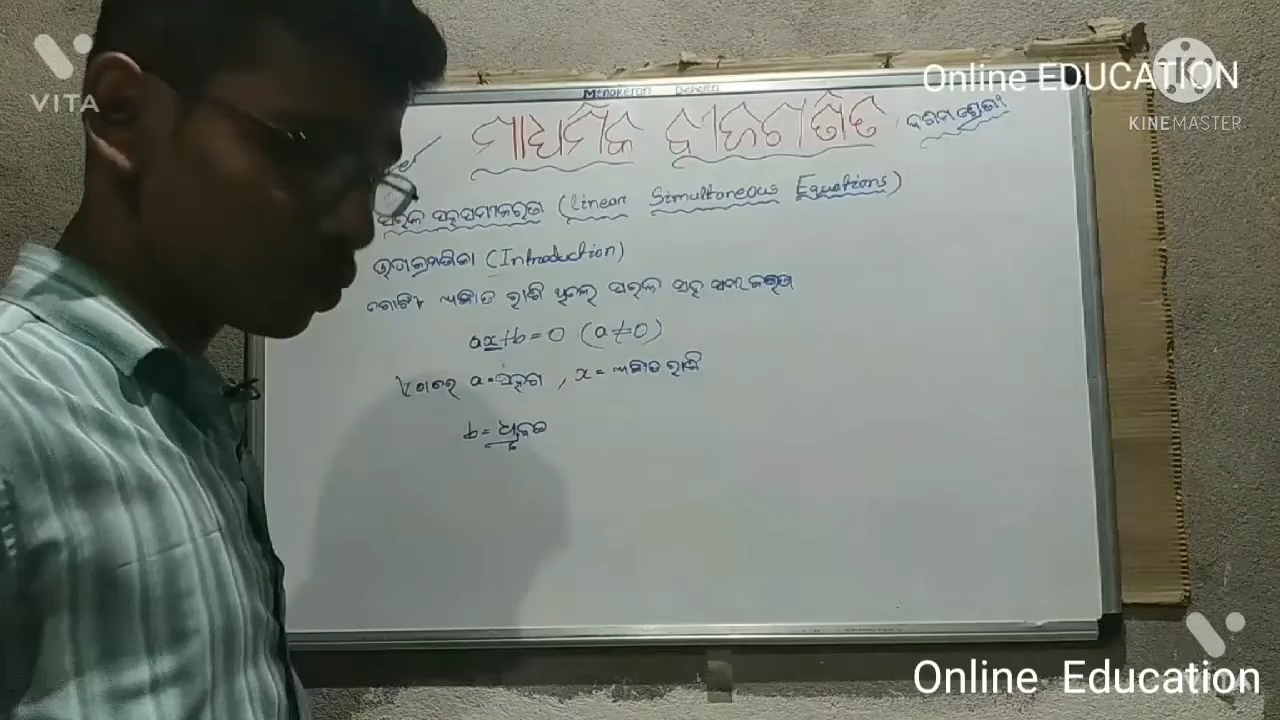 VITA
Online EDUCATION
KINEMASTER
ମାଧ୍ୟମିକ ବୀଜଗଣିତ
ଦଶମ ଶ୍ରେଣୀ
ସରଳ ସହସମୀକରଣ (Linear Simultaneous Equations)
ଉପକ୍ରମଣିକା (Introduction)
ଗୋଟିଏ ଅଜ୍ଞାତ ରାଶି ଥିଲେ ସରଳ ସହ ସମୀକରଣ
ax+b=0 (a≠0)
ଏଠାରେ a=ସହଗ , x = ଅଜ୍ଞାତ ରାଶି
b = ଧ୍ରୁବକ
Online Education